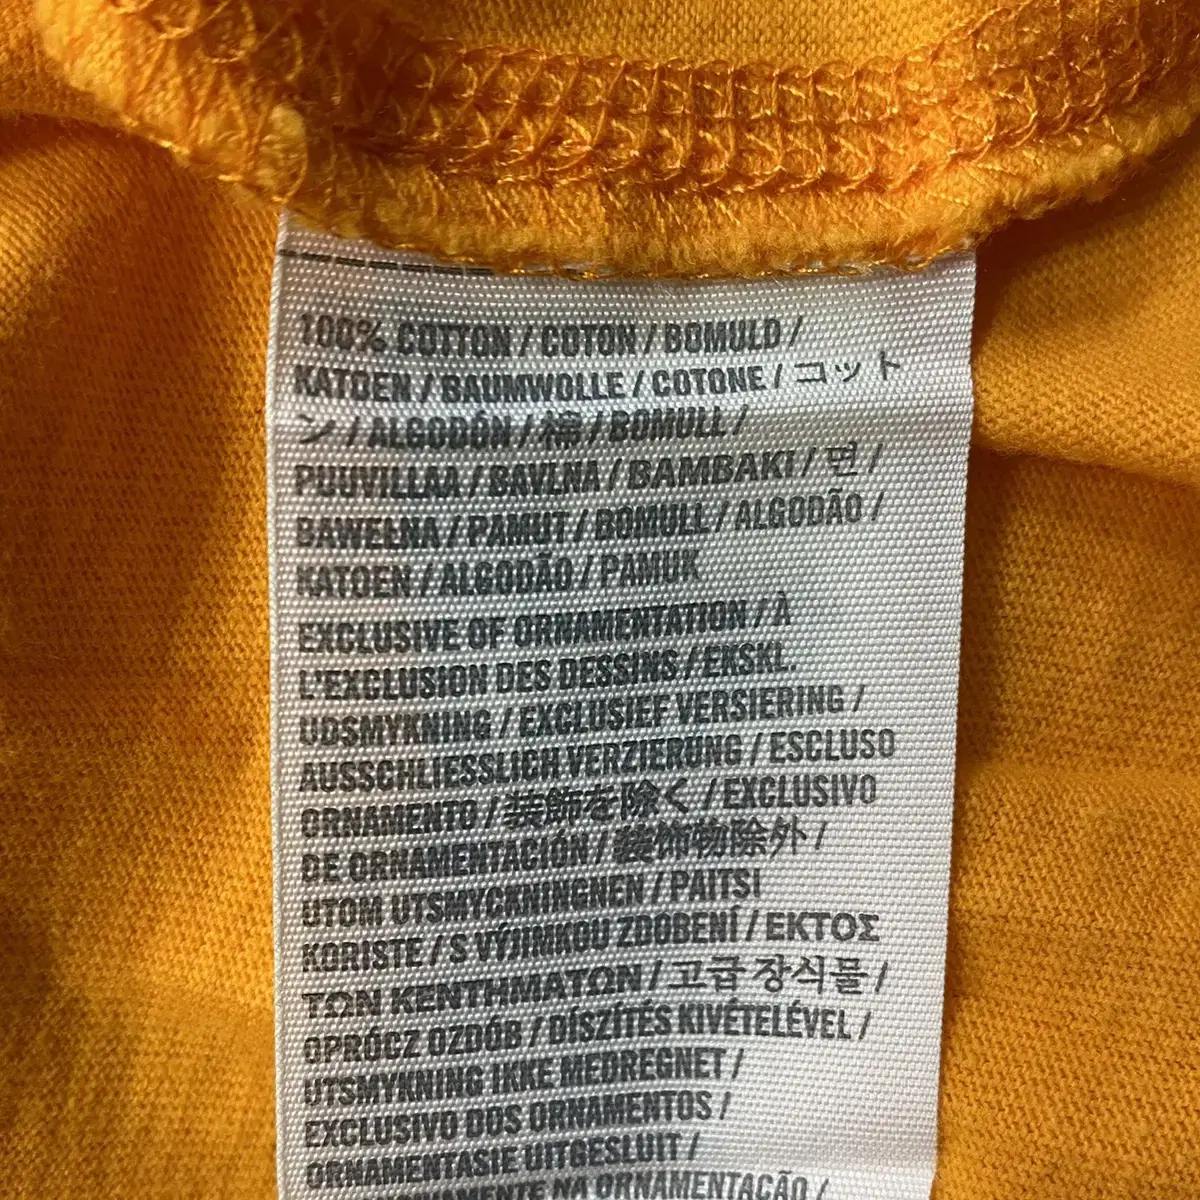 100% COTTON / COTON / BOMULD /
KATOEN / BAUMWOLLE / COTONE / コット
ン / ALGODÓN / 棉 / BOMULL /
PUUVILLAA / BAVLNA / BAMBAKI / 면 /
BAWEŁNA / PAMUT / BOMULL / ALGODÃO /
KATOEN / ALGODÃO / PAMUK
EXCLUSIVE OF ORNAMENTATION / À
L'EXCLUSION DES DESSINS / EKSKL.
UDSMYKNING / EXCLUSIEF VERSIERING /
AUSSCHLIESSLICH VERZIERUNG / ESCLUSO
ORNAMENTO / 装飾を除く / EXCLUSIVO
DE ORNAMENTACIÓN / 装飾物除外 /
UTOM UTSMYCKNINGNEN / PAITSI
KORISTE / S VÝJIMKOU ZDOBENÍ / ΕΚΤΟΣ
ΤΩΝ ΚΕΝΤΗΜΑΤΩΝ / 고급 장식물 /
OPRÓCZ OZDÓB / DÍSZÍTÉS KIVÉTELÉVEL /
UTSMYKNING IKKE MEDREGNET /
EXCLUSIVO DOS ORNAMENTOS /
ORNAMENTASIE UITGESLUIT /
NA ORNAMENTAÇÃO /